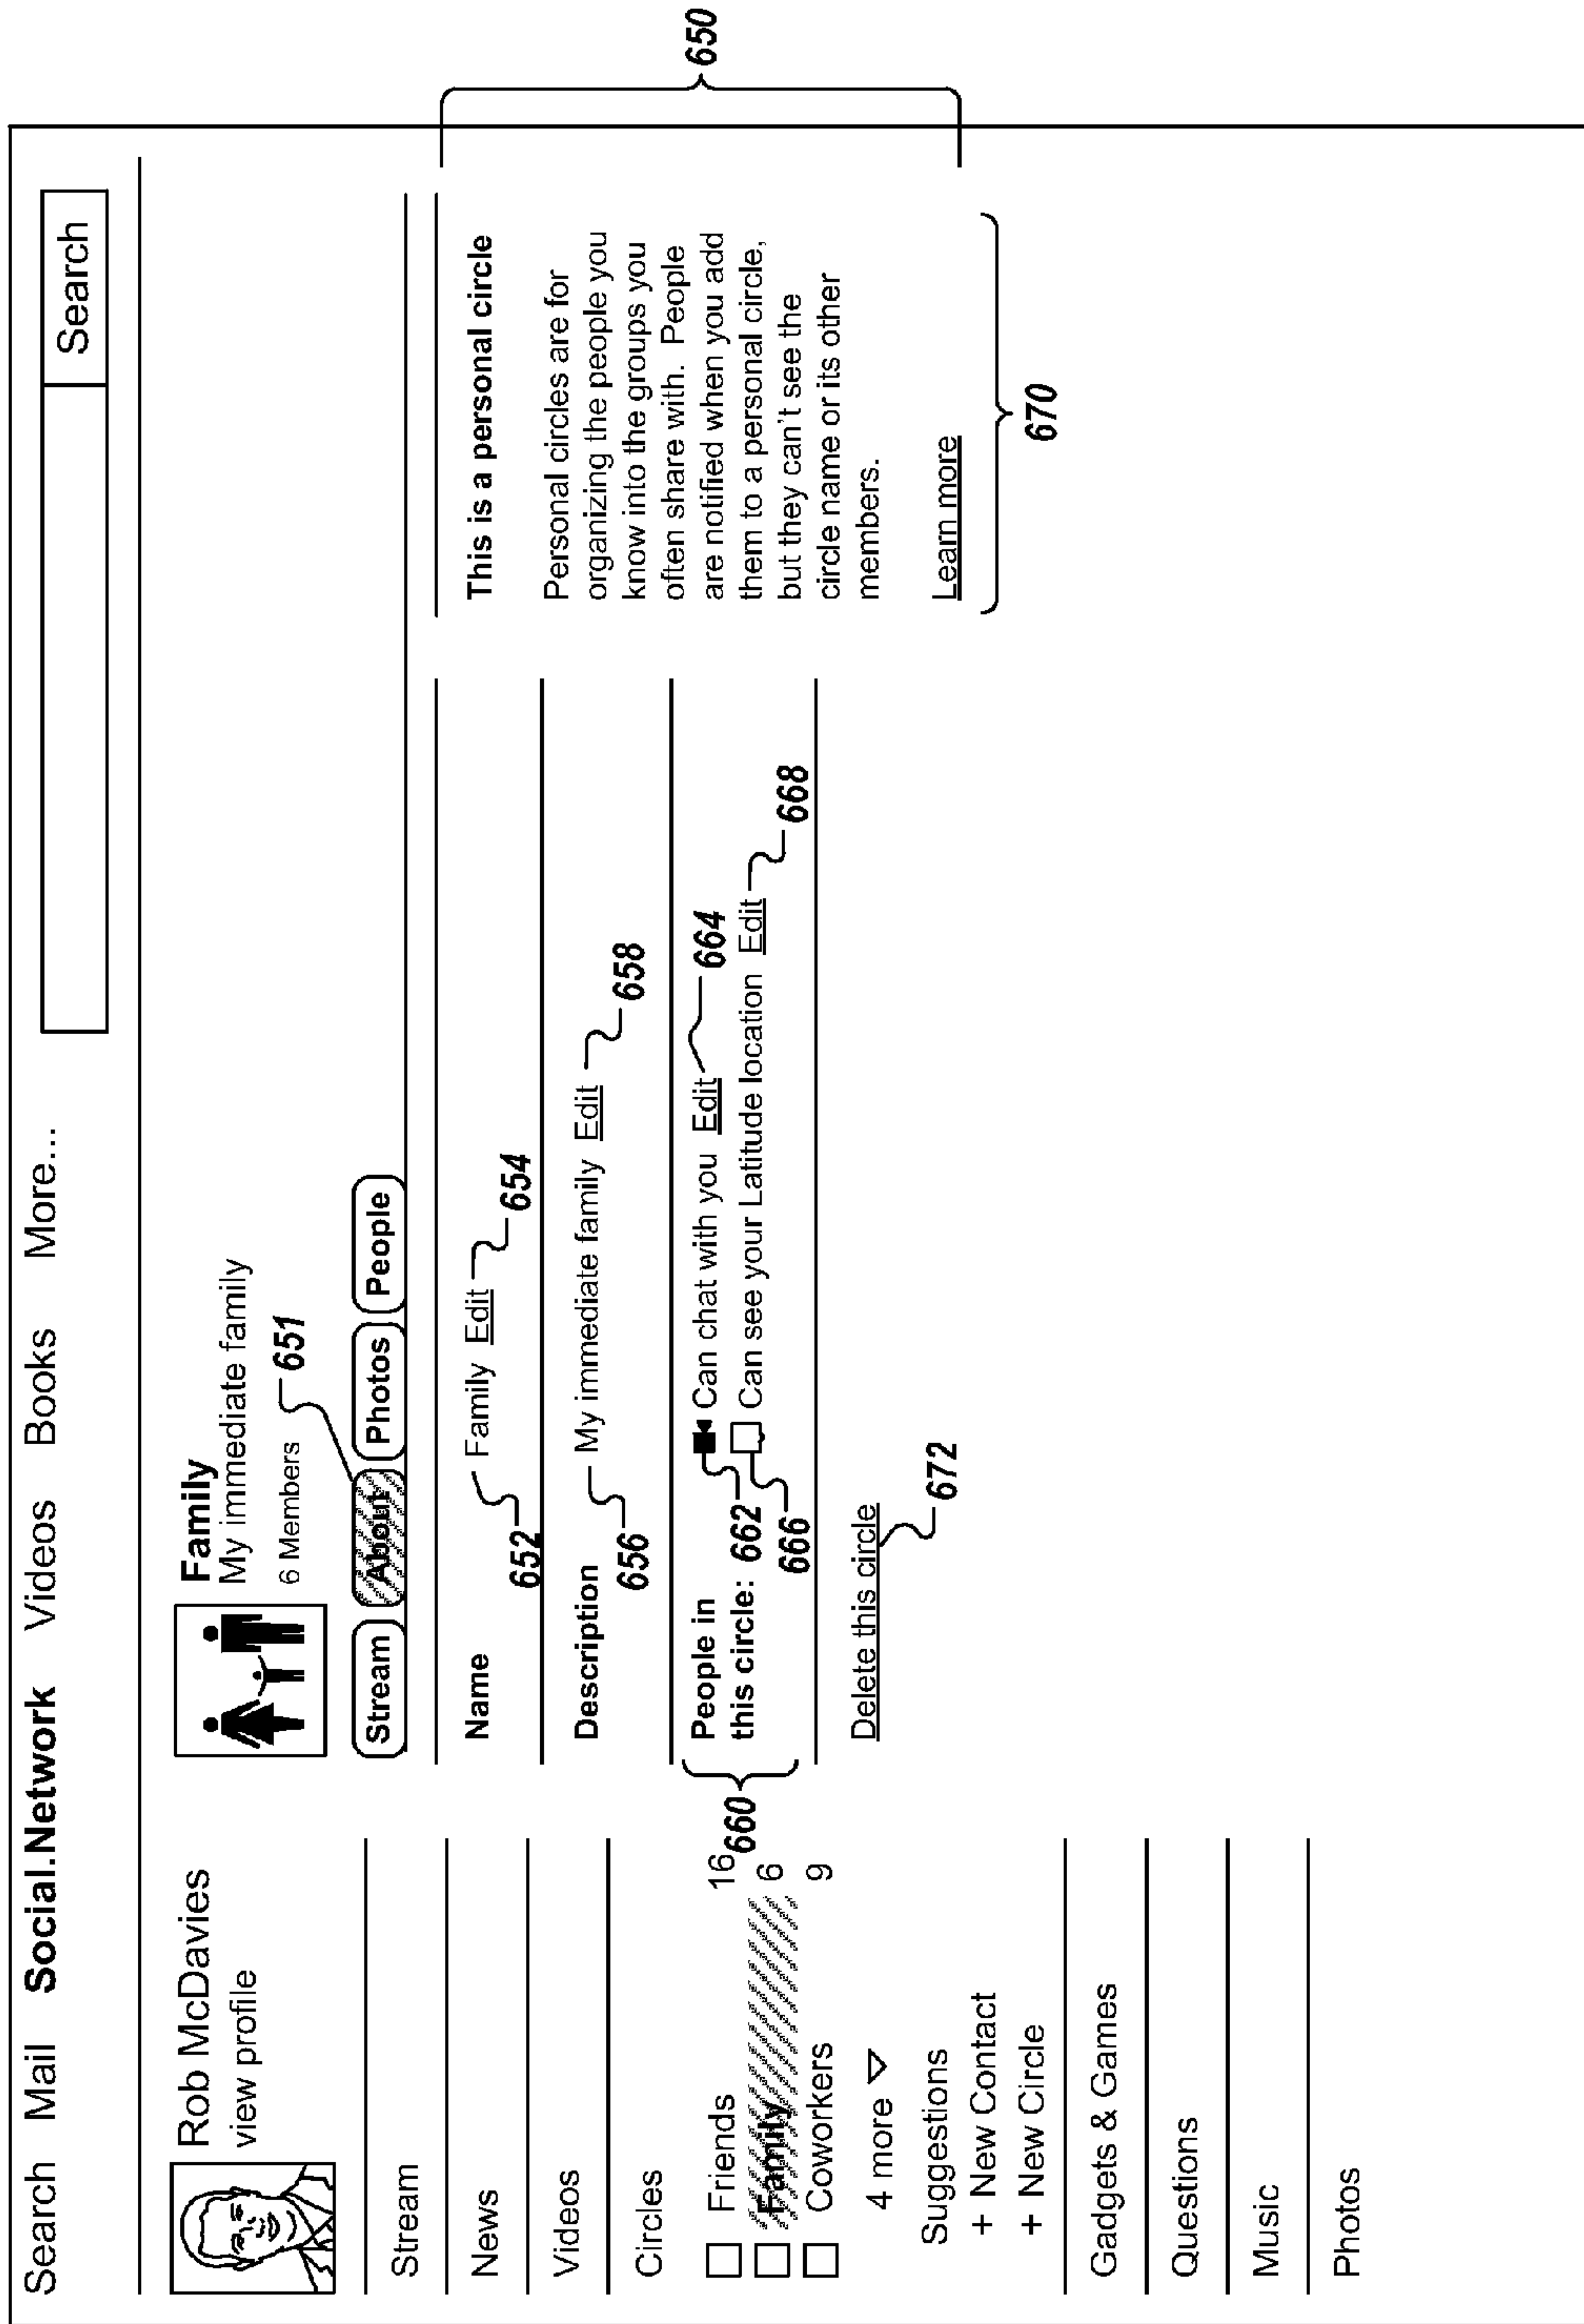 Search Mail Social.Network Videos Books More... Search
Rob McDavies
view profile
Stream
News
Videos
Circles
Friends 16
Family 6
Coworkers 9
4 more
Suggestions
+ New Contact
+ New Circle
Gadgets & Games
Questions
Music
Photos
Family
My immediate family
6 Members
651
Stream About Photos People
Name Family Edit
652 654
Description My immediate family Edit
656 658
People in
this circle:
660
662 Can chat with you Edit 664
666 Can see your Latitude location Edit 668
Delete this circle
672
This is a personal circle
Personal circles are for
organizing the people you
know into the groups you
often share with. People
are notified when you add
them to a personal circle,
but they can't see the
circle name or its other
members.
Learn more
670
650